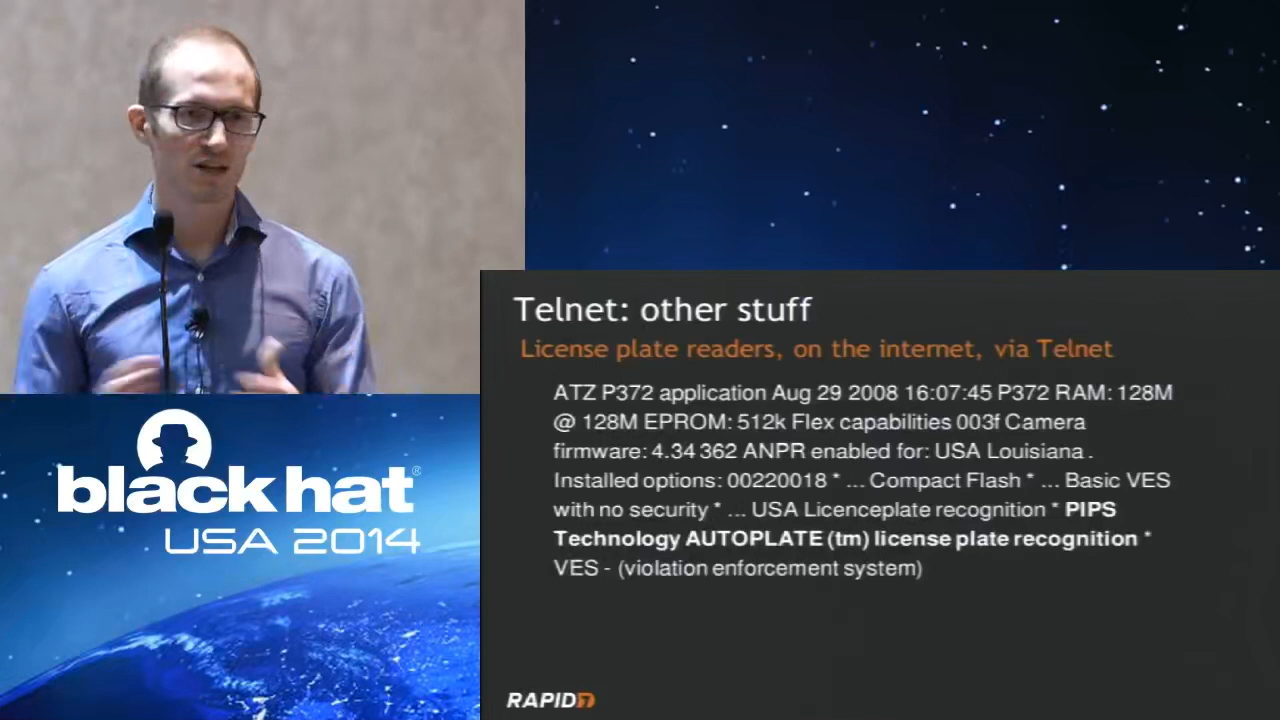 Telnet: other stuff
License plate readers, on the internet, via Telnet
ATZ P372 application Aug 29 2008 16:07:45 P372 RAM: 128M
@ 128M EPROM: 512k Flex capabilities 003f Camera
firmware: 4.34 362 ANPR enabled for: USA Louisiana .
Installed options: 00220018 * ... Compact Flash * ... Basic VES
with no security * ... USA Licenceplate recognition * PIPS
Technology AUTOPLATE (tm) license plate recognition *
VES - (violation enforcement system)
black hat®
USA 2014
RAPID7